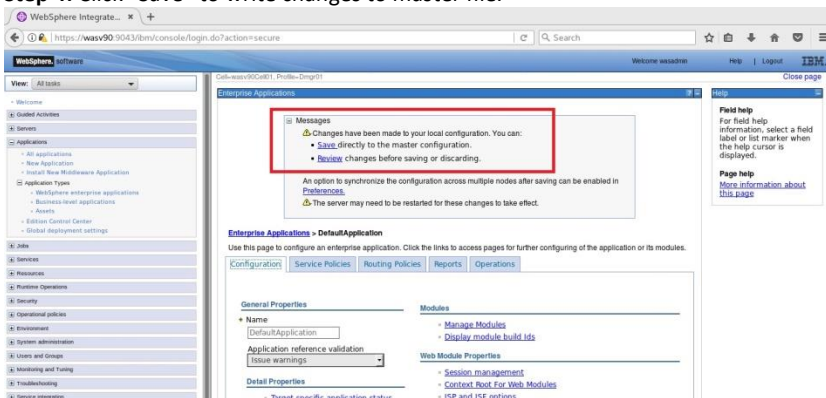 WebSphere Integrate... × +
https://wasv90:9043/ibm/console/login.do?action=secure
Search
WebSphere. software
Welcome wasadmin
Help | Logout
IBM.
Cell=wasv90Cell01, Profile=Dmgr01
Close page
View: All tasks
Welcome
Guided Activities
Servers
Applications
All applications
New Application
Install New Middleware Application
Application Types
WebSphere enterprise applications
Business-level applications
Assets
Edition Control Center
Global deployment settings
Jobs
Services
Resources
Runtime Operations
Security
Operational policies
Environment
System administration
Users and Groups
Monitoring and Tuning
Troubleshooting
Service integration
Enterprise Applications
Messages
Changes have been made to your local configuration. You can:
Save directly to the master configuration.
Review changes before saving or discarding.
An option to synchronize the configuration across multiple nodes after saving can be enabled in
Preferences.
The server may need to be restarted for these changes to take effect.
Enterprise Applications > DefaultApplication
Use this page to configure an enterprise application. Click the links to access pages for further configuring of the application or its modules.
Configuration Service Policies Routing Policies Reports Operations
General Properties
Name
DefaultApplication
Application reference validation
Issue warnings
Detail Properties
Target specific application status
Modules
Manage Modules
Display module build Ids
Web Module Properties
Session management
Context Root For Web Modules
JSP and JSF options
Help
Field help
For field help
information, select a field
label or list marker when
the help cursor is
displayed.
Page help
More information about
this page